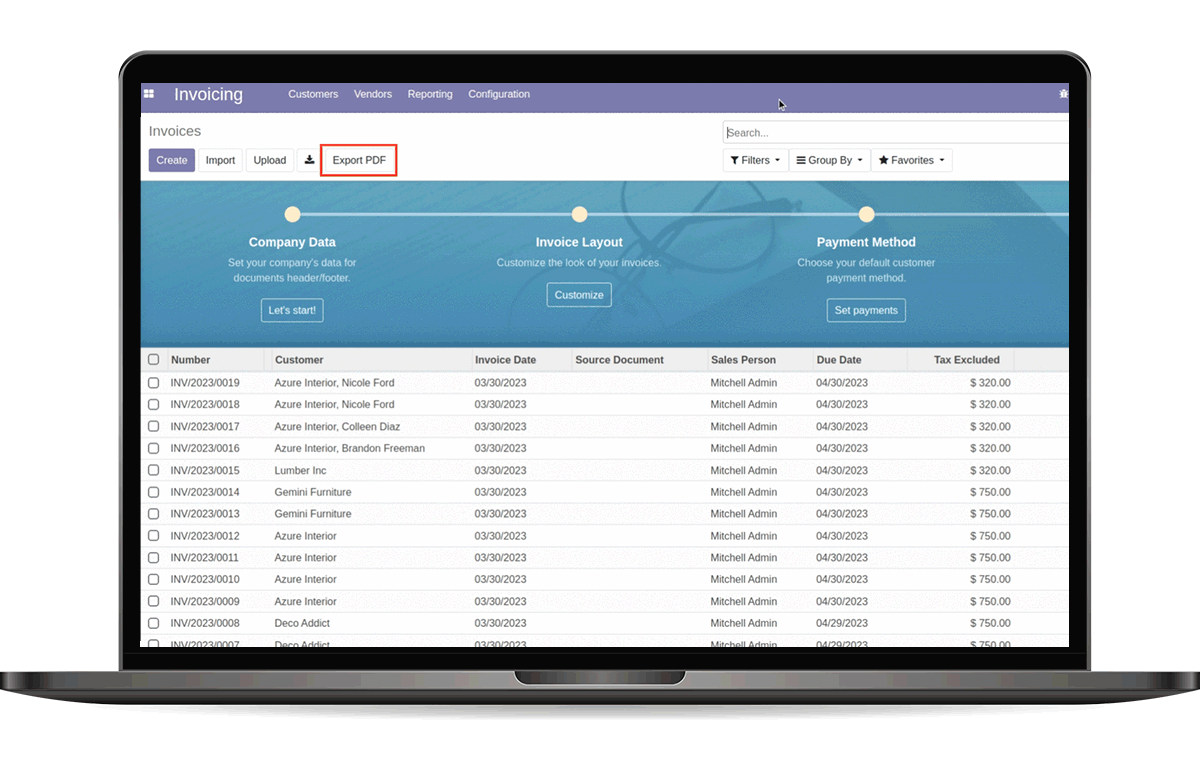 Invoicing Customers Vendors Reporting Configuration
Invoices
Search...
Create Import Upload Export PDF Filters Group By Favorites
Company Data Invoice Layout Payment Method
Set your company's data for Customize the look of your invoices. Choose your default customer
documents header/footer. payment method.
Customize
Let's start! Set payments
Number Customer Invoice Date Source Document Sales Person Due Date Tax Excluded
INV/2023/0019 Azure Interior, Nicole Ford 03/30/2023 Mitchell Admin 04/30/2023 $ 320.00
INV/2023/0018 Azure Interior, Nicole Ford 03/30/2023 Mitchell Admin 04/30/2023 $ 320.00
INV/2023/0017 Azure Interior, Colleen Diaz 03/30/2023 Mitchell Admin 04/30/2023 $ 320.00
INV/2023/0016 Azure Interior, Brandon Freeman 03/30/2023 Mitchell Admin 04/30/2023 $ 320.00
INV/2023/0015 Lumber Inc 03/30/2023 Mitchell Admin 04/30/2023 $ 320.00
INV/2023/0014 Gemini Furniture 03/30/2023 Mitchell Admin 04/30/2023 $ 750.00
INV/2023/0013 Gemini Furniture 03/30/2023 Mitchell Admin 04/30/2023 $ 750.00
INV/2023/0012 Azure Interior 03/30/2023 Mitchell Admin 04/30/2023 $ 750.00
INV/2023/0011 Azure Interior 03/30/2023 Mitchell Admin 04/30/2023 $ 750.00
INV/2023/0010 Azure Interior 03/30/2023 Mitchell Admin 04/30/2023 $ 750.00
INV/2023/0009 Azure Interior 03/30/2023 Mitchell Admin 04/30/2023 $ 750.00
INV/2023/0008 Deco Addict 03/30/2023 Mitchell Admin 04/29/2023 $ 750.00
INV/2023/0007 Deco Addict 03/30/2023 Mitchell Admin 04/29/2023 $ 750.00